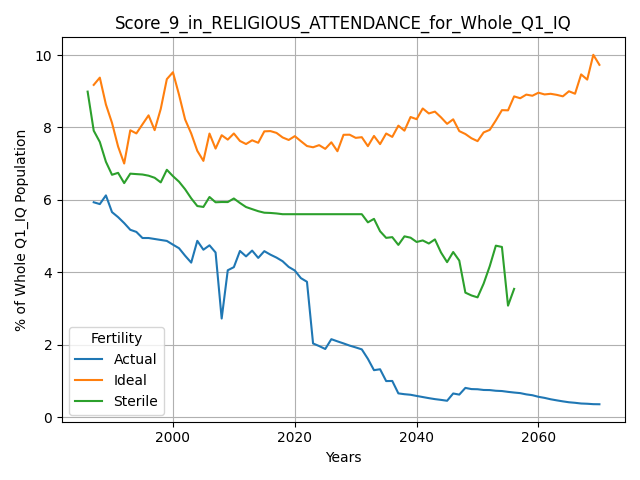 Score_9_in_RELIGIOUS_ATTENDANCE_for_Whole_Q1_IQ
% of Whole Q1_IQ Population
10
8
6
4
2
0
Fertility
Actual
Ideal
Sterile
2000 2020 2040 2060
Years